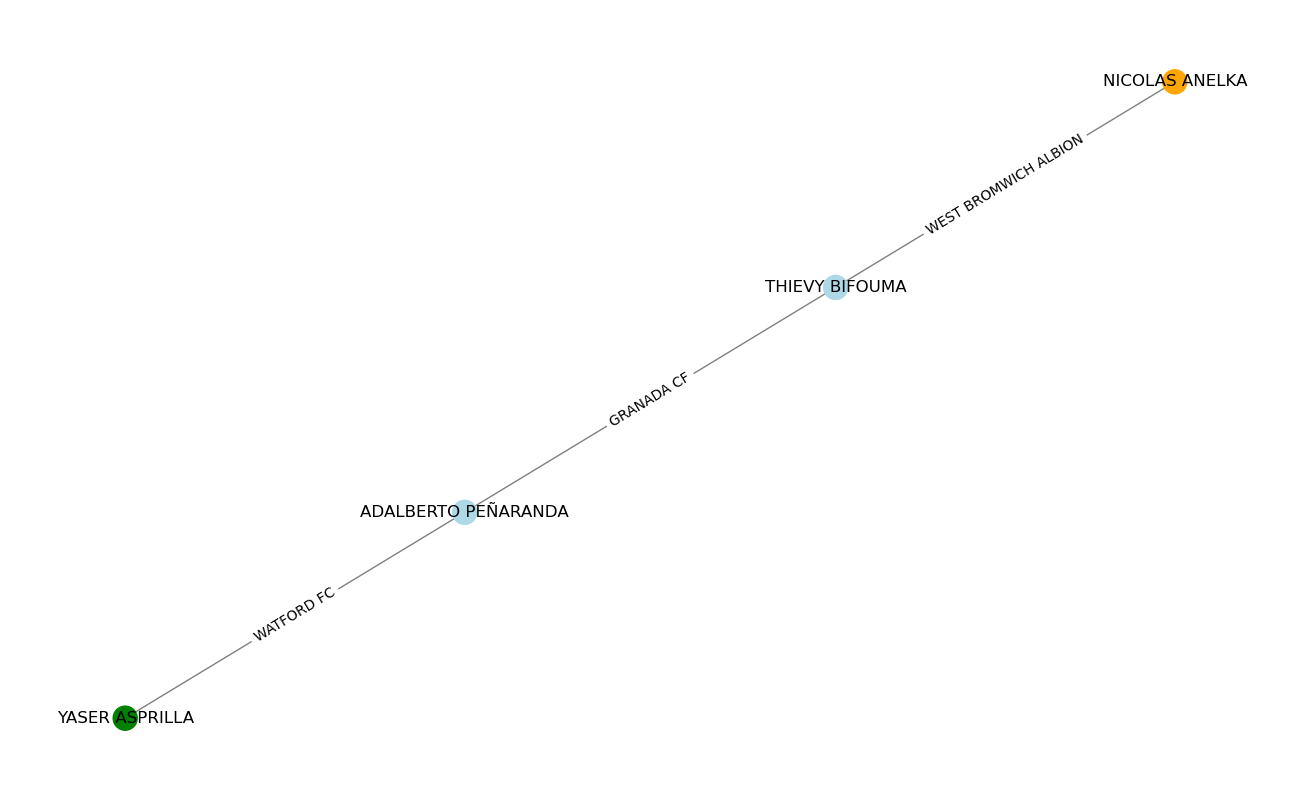 NICOLAS ANELKA
WEST BROMWICH ALBION
THIEVY BIFOUMA
GRANADA CF
ADALBERTO PEÑARANDA
WATFORD FC
YASER ASPRILLA